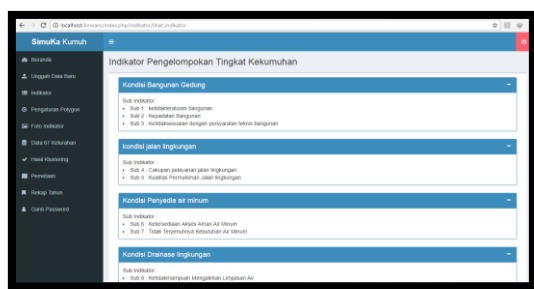 localhost/simaru/index.php/indikator/lihat_indikator
SimuKa Kumuh
Beranda
Unggah Data Baru
Indikator
Pengaturan Polygon
Foto Indikator
Data 67 Kelurahan
Hasil Klustering
Pemetaan
Rekap Tahun
Ganti Password
Indikator Pengelompokan Tingkat Kekumuhan
Kondisi Bangunan Gedung
Sub Indikator :
Sub 1 : ketidakteraturan bangunan
Sub 2 : Kepadatan Bangunan
Sub 3 : Ketidaksesuaian dengan persyaratan teknis bangunan
kondisi jalan lingkungan
Sub Indikator :
Sub 4 : Cakupan pelayanan jalan lingkungan
Sub 5 : Kualitas Permukiman Jalan lingkungan
Kondisi Penyedia air minum
Sub Indikator :
Sub 6 : Ketersediaan Akses Aman Air Minum
Sub 7 : Tidak Terpenuhnya Kebutuhan Air Minum
Kondisi Drainase lingkungan
Sub Indikator :
Sub 8 : Ketidakmampuan Mengalirkan Limpasan Air